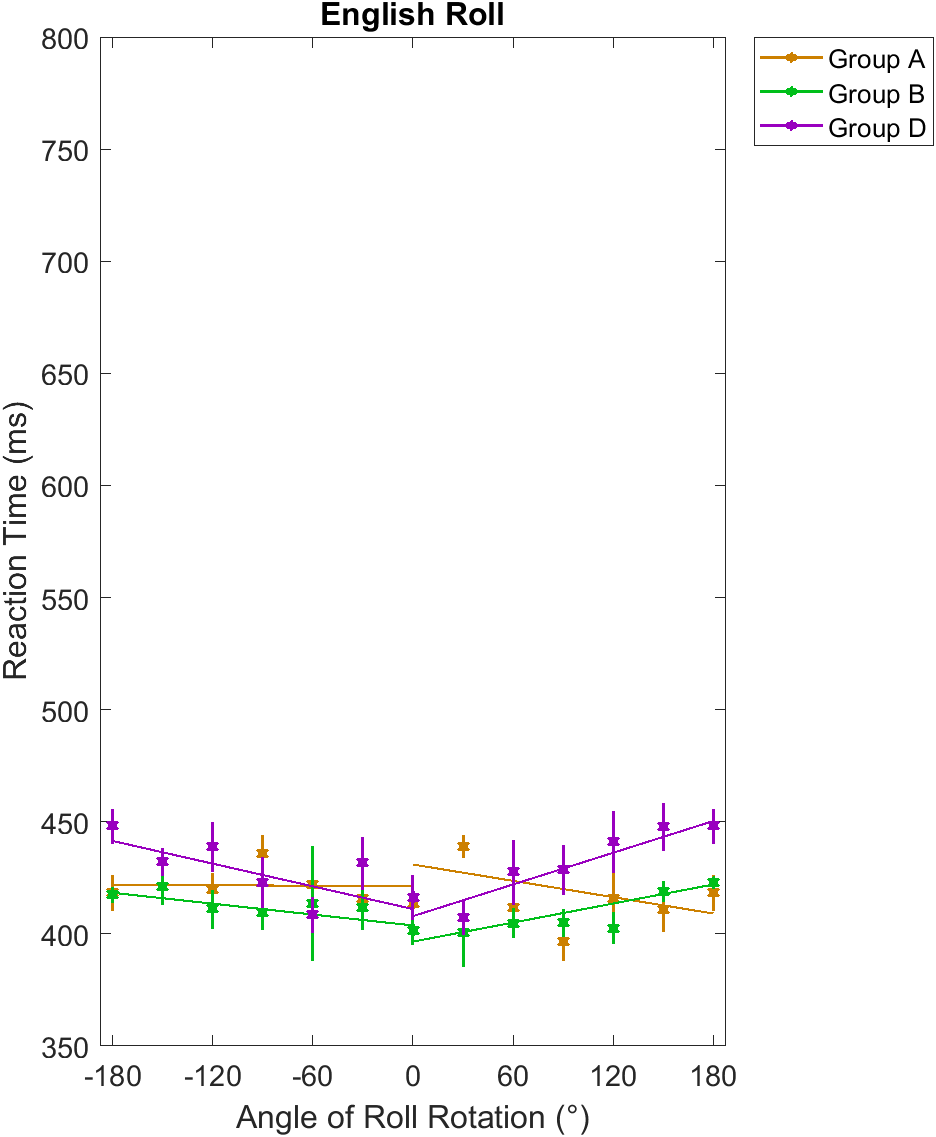 English Roll
Group A
Group B
Group D
Reaction Time (ms)
800
750
700
650
600
550
500
450
400
350
-180 -120 -60 0 60 120 180
Angle of Roll Rotation (°)